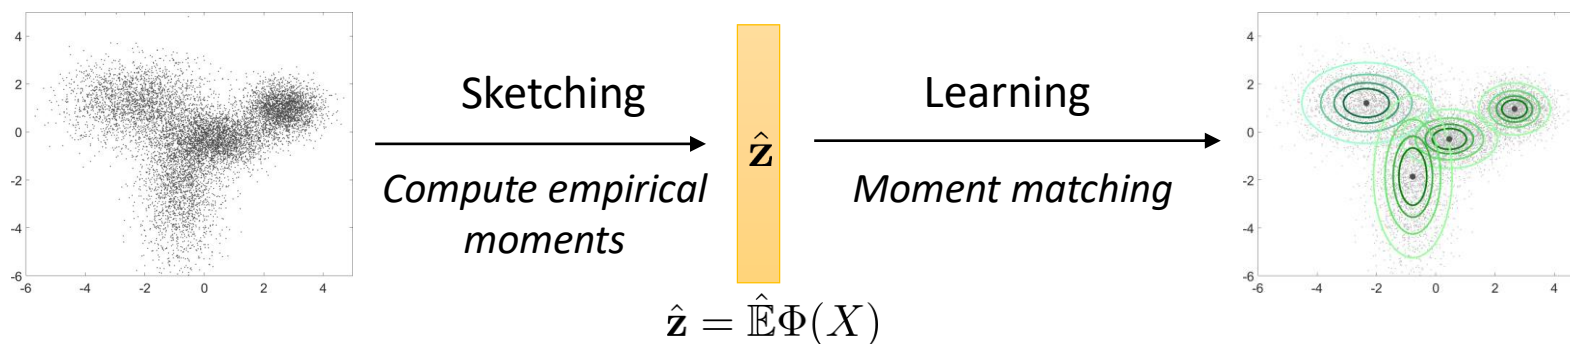 4
2
0
-2
-4
-6
-6 -4 -2 0 2 4
Sketching
Compute empirical
moments
ẑ
ẑ = 𝔼̂Φ(X)
Learning
Moment matching
4
2
0
-2
-4
-6
-6 -4 -2 0 2 4